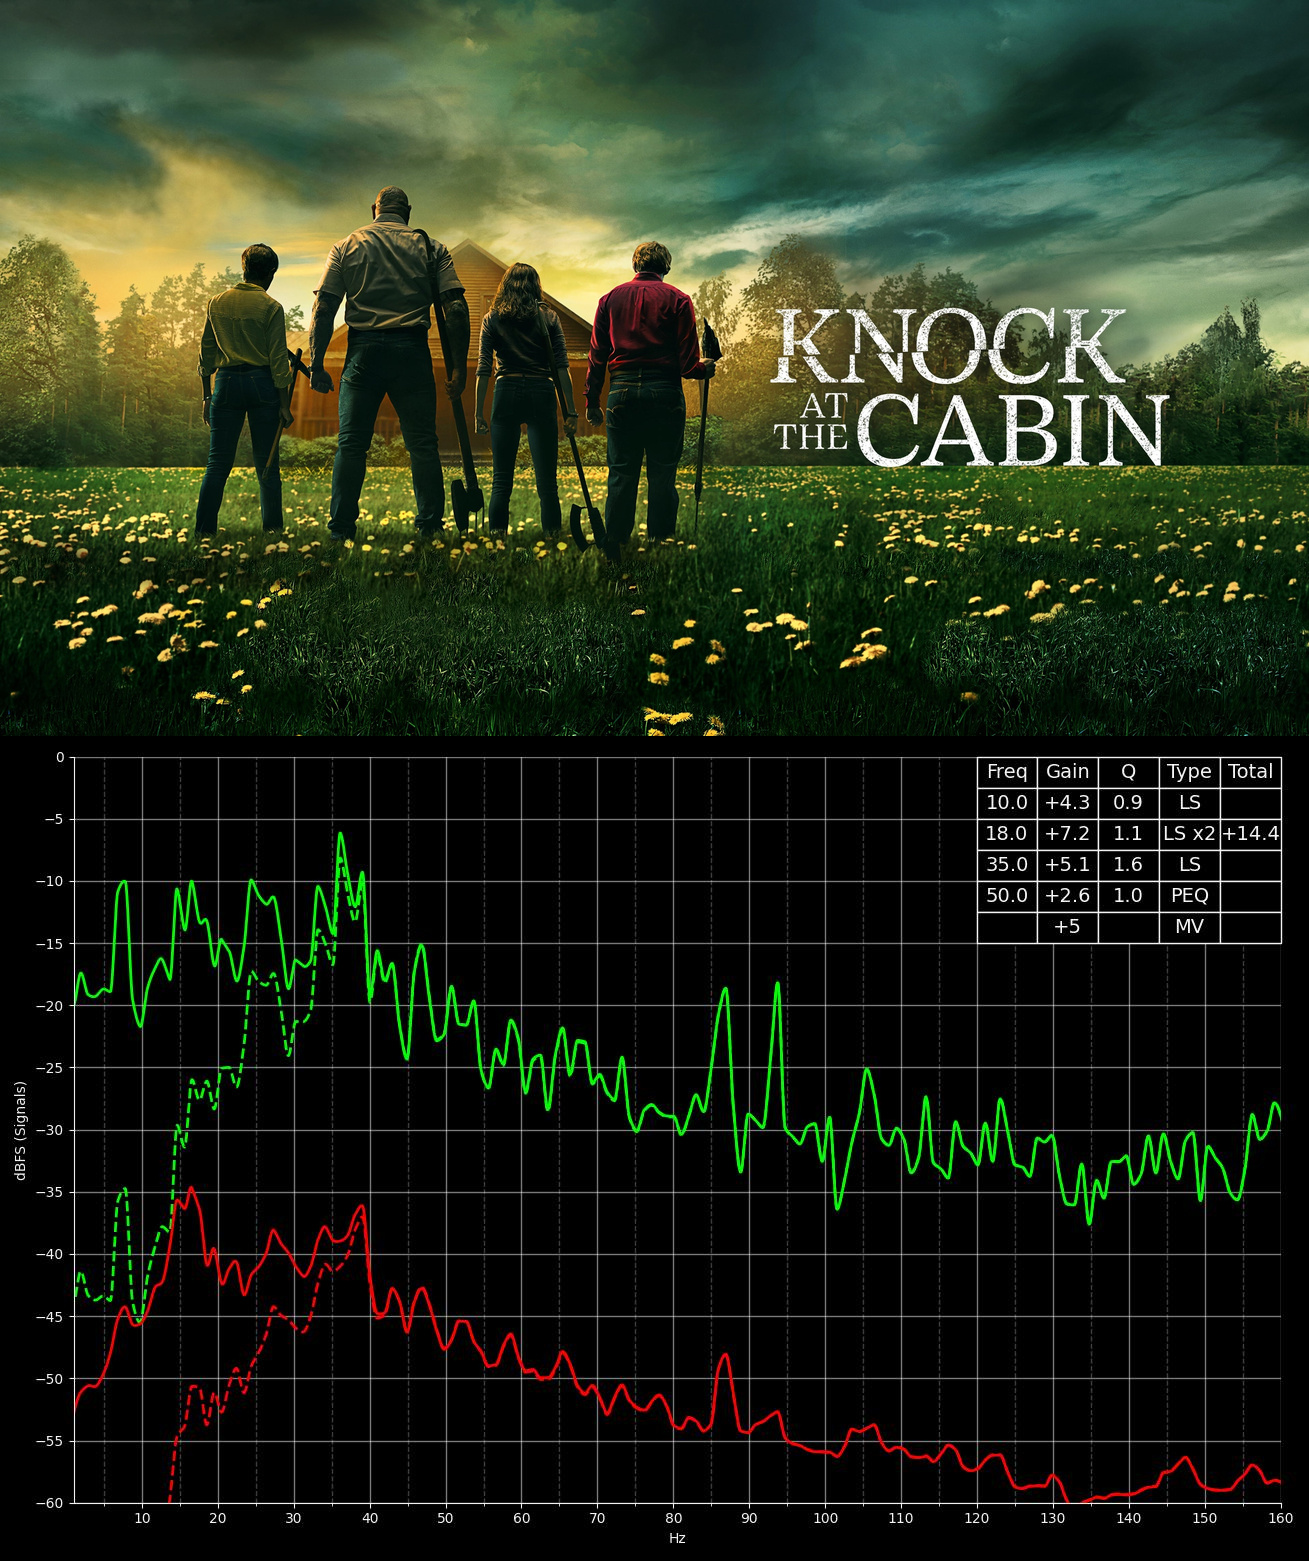 KNOCK
AT
THE CABIN
Freq Gain Q Type Total
10.0 +4.3 0.9 LS
18.0 +7.2 1.1 LS x2 +14.4
35.0 +5.1 1.6 LS
50.0 +2.6 1.0 PEQ
+5 MV
0
−5
−10
−15
−20
−25
−30
−35
−40
−45
−50
−55
−60
dBFS (Signals)
10 20 30 40 50 60 70 80 90 100 110 120 130 140 150 160
Hz